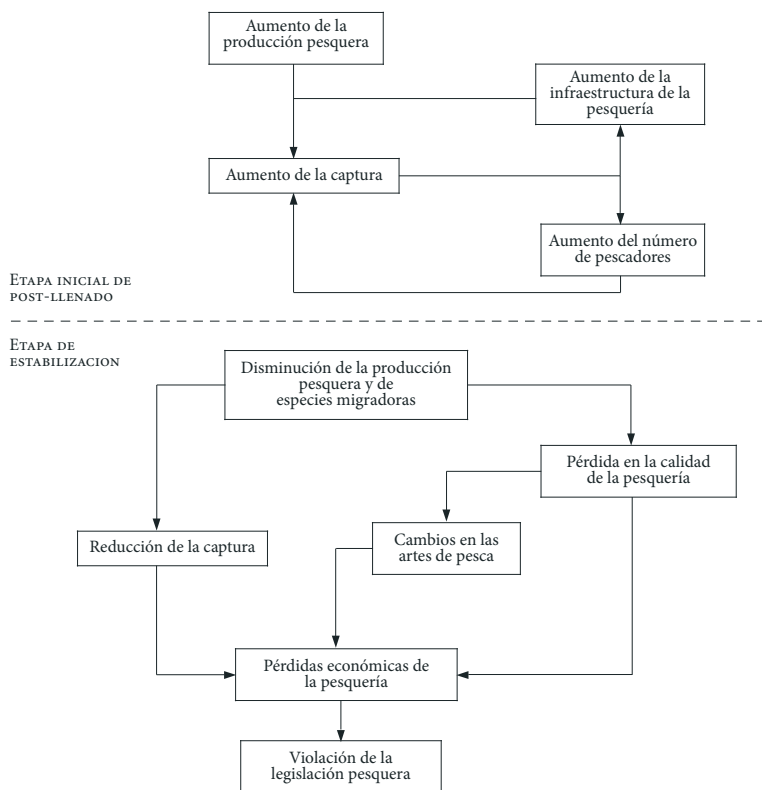 Aumento de la
producción pesquera
Aumento de la
infraestructura de la
pesquería
Aumento de la captura
Aumento del número
de pescadores
Etapa inicial de
post-llenado
Etapa de
estabilizacion
Disminución de la producción
pesquera y de
especies migradoras
Pérdida en la calidad
de la pesquería
Cambios en las
artes de pesca
Reducción de la captura
Pérdidas económicas de
la pesquería
Violación de la
legislación pesquera